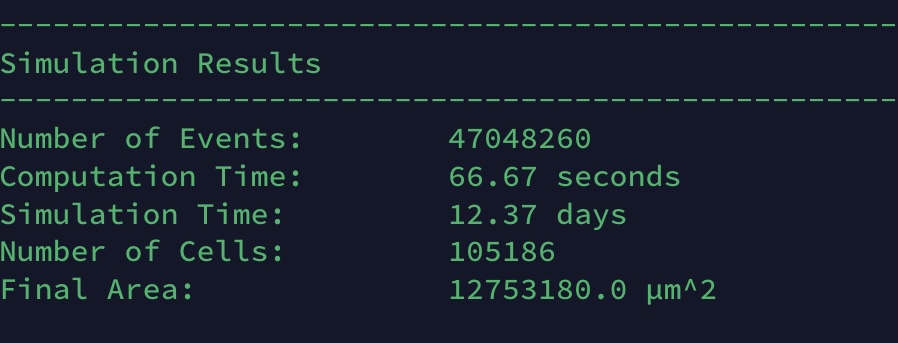 --------------------------------------------------
Simulation Results
--------------------------------------------------
Number of Events:        47048260
Computation Time:        66.67 seconds
Simulation Time:         12.37 days
Number of Cells:         105186
Final Area:              12753180.0 µm^2